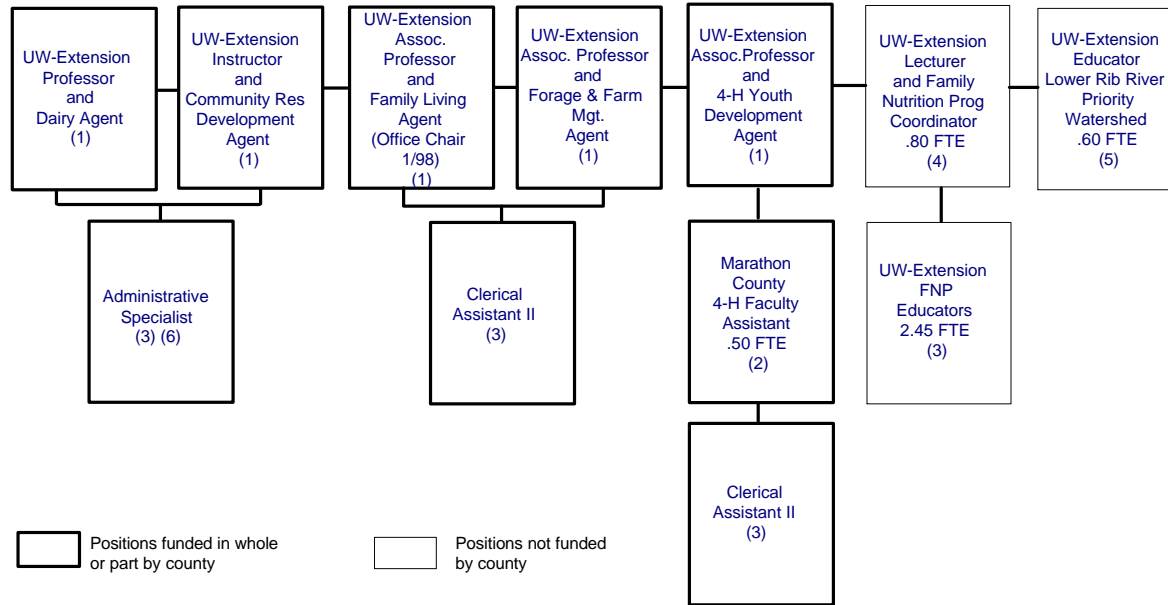 UW-Extension
Professor
and
Dairy Agent
(1)
UW-Extension
Instructor
and
Community Res
Development
Agent
(1)
UW-Extension
Assoc.
Professor
and
Family Living
Agent
(Office Chair
1/98)
(1)
UW-Extension
Assoc. Professor
and
Forage & Farm
Mgt.
Agent
(1)
UW-Extension
Assoc.Professor
and
4-H Youth
Development
Agent
(1)
UW-Extension
Lecturer
and Family
Nutrition Prog
Coordinator
.80 FTE
(4)
UW-Extension
Educator
Lower Rib River
Priority
Watershed
.60 FTE
(5)
Administrative
Specialist
(3) (6)
Clerical
Assistant II
(3)
Marathon
County
4-H Faculty
Assistant
.50 FTE
(2)
UW-Extension
FNP
Educators
2.45 FTE
(3)
Clerical
Assistant II
(3)
Positions funded in whole
or part by county
Positions not funded
by county